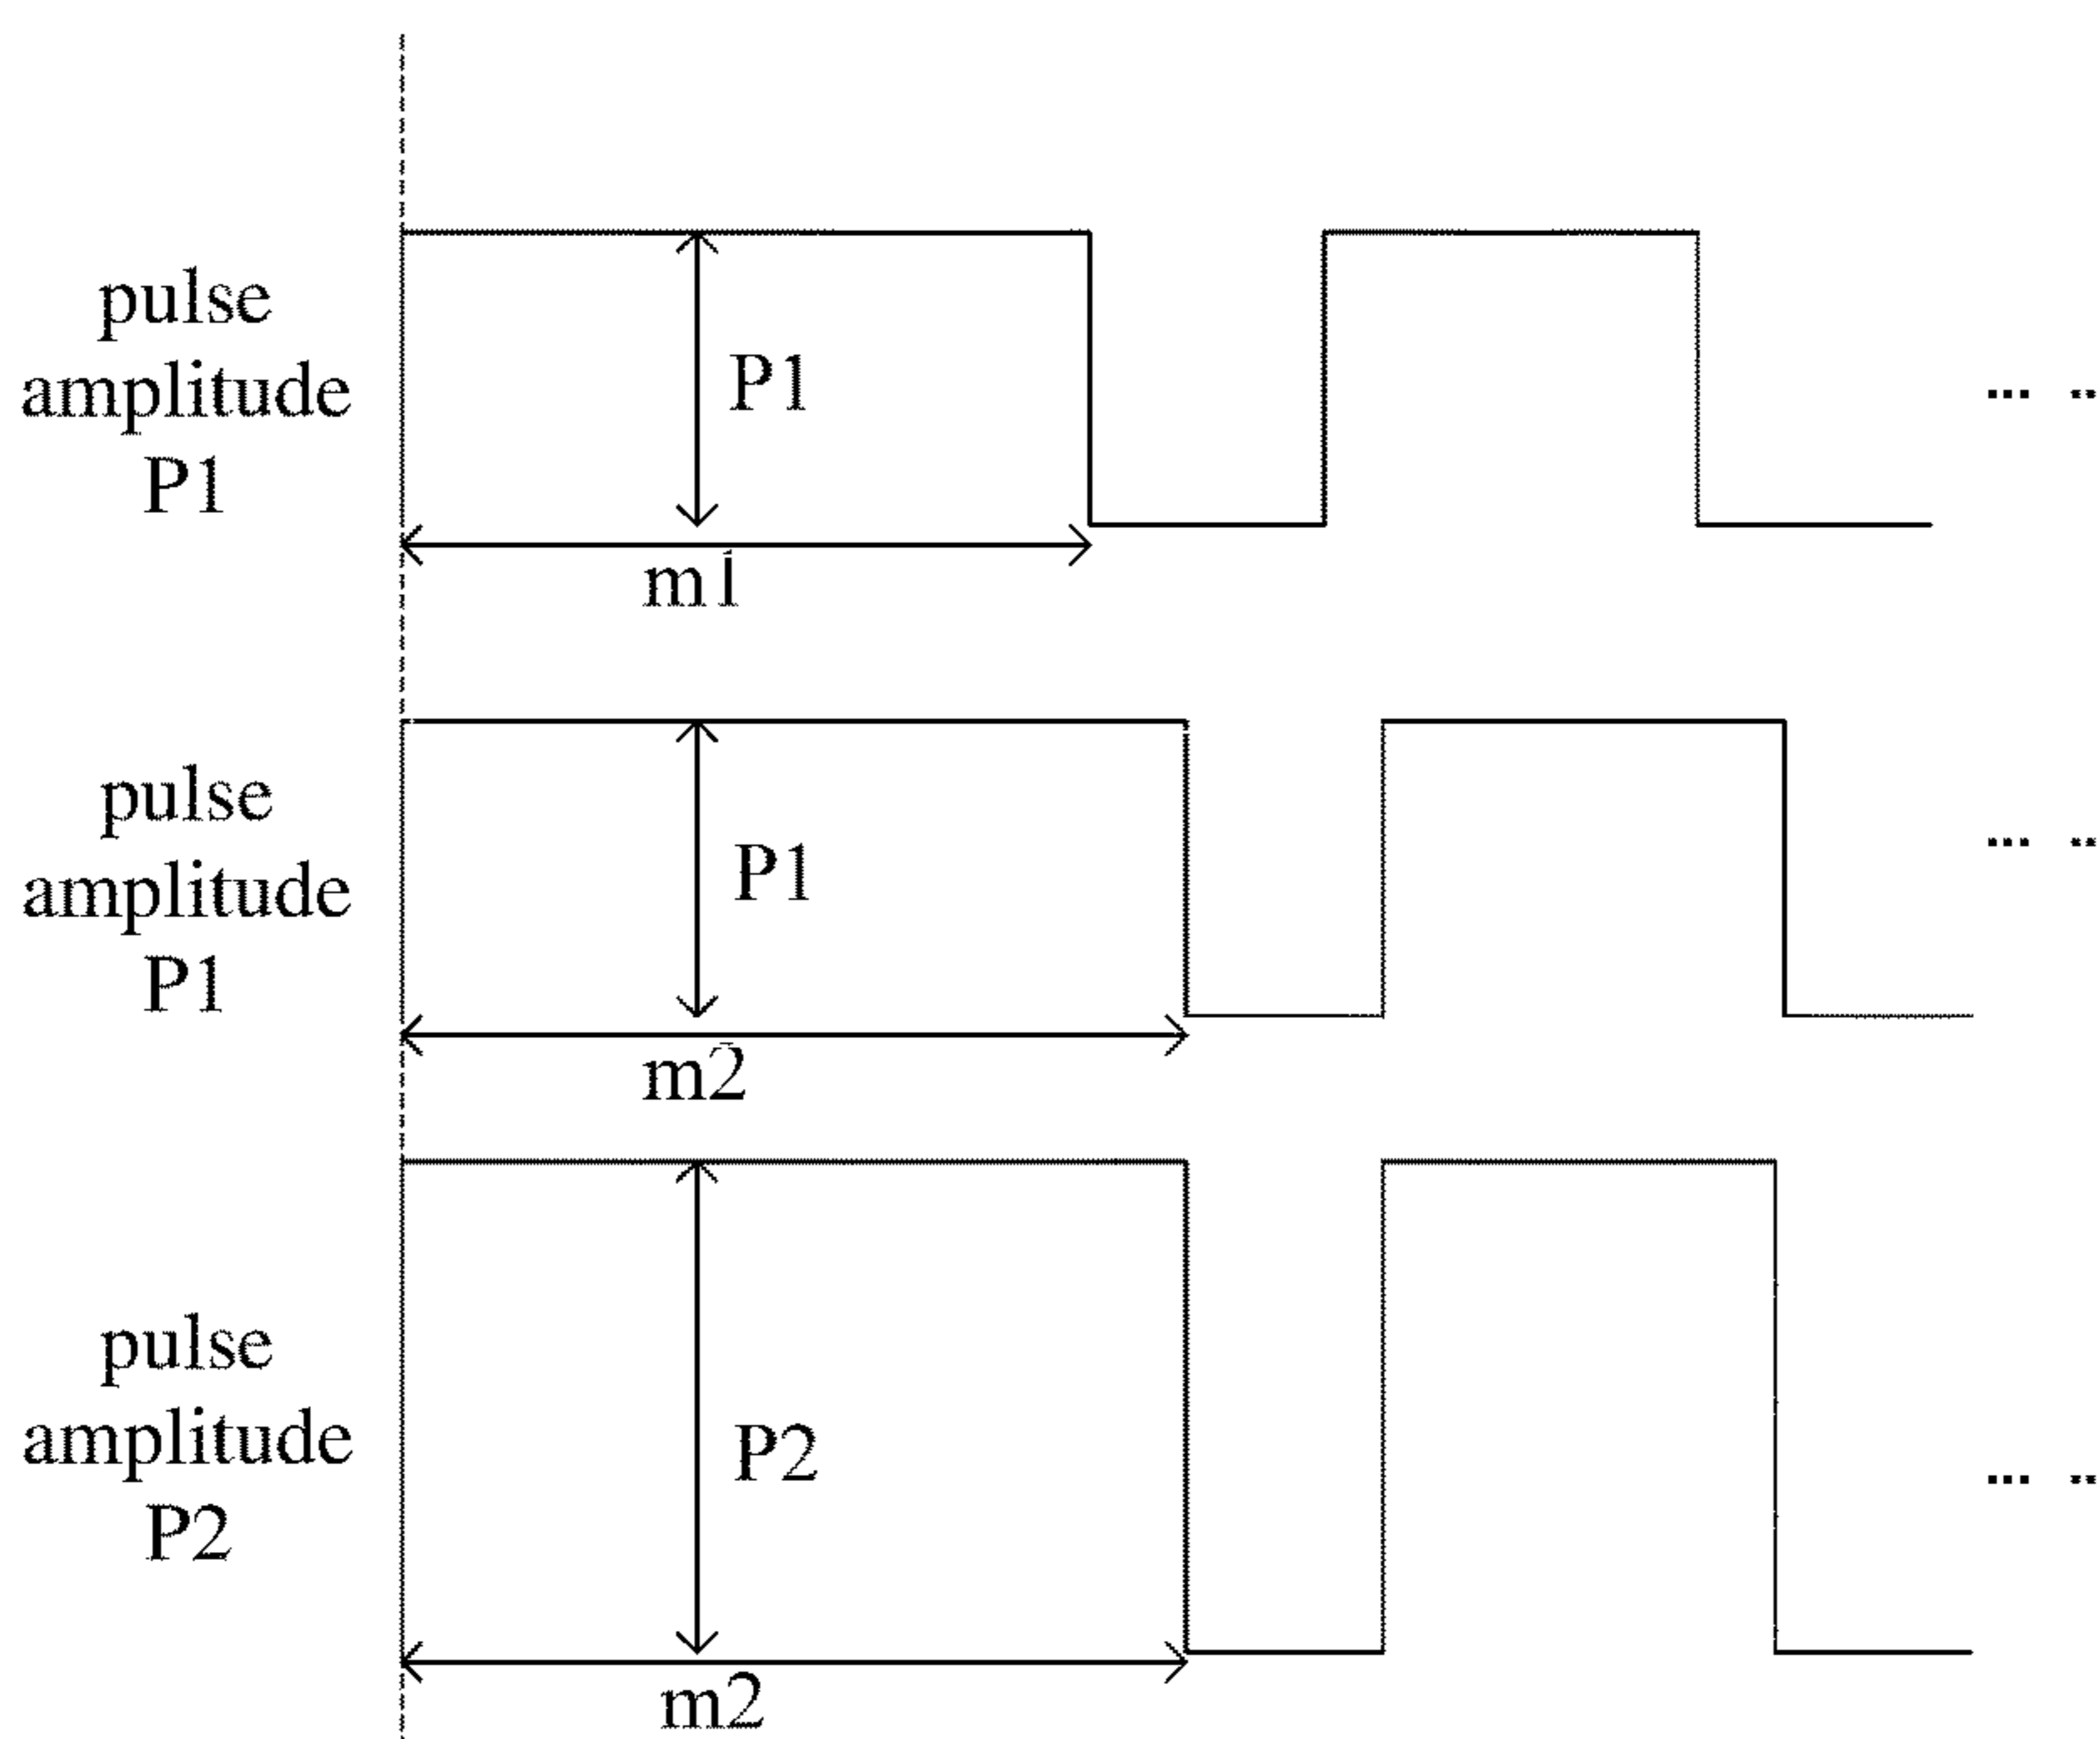 pulse
amplitude
P1
P1
... ..
m1
pulse
amplitude
P1
P1
... ..
m2
pulse
amplitude
P2
P2
... ..
m2